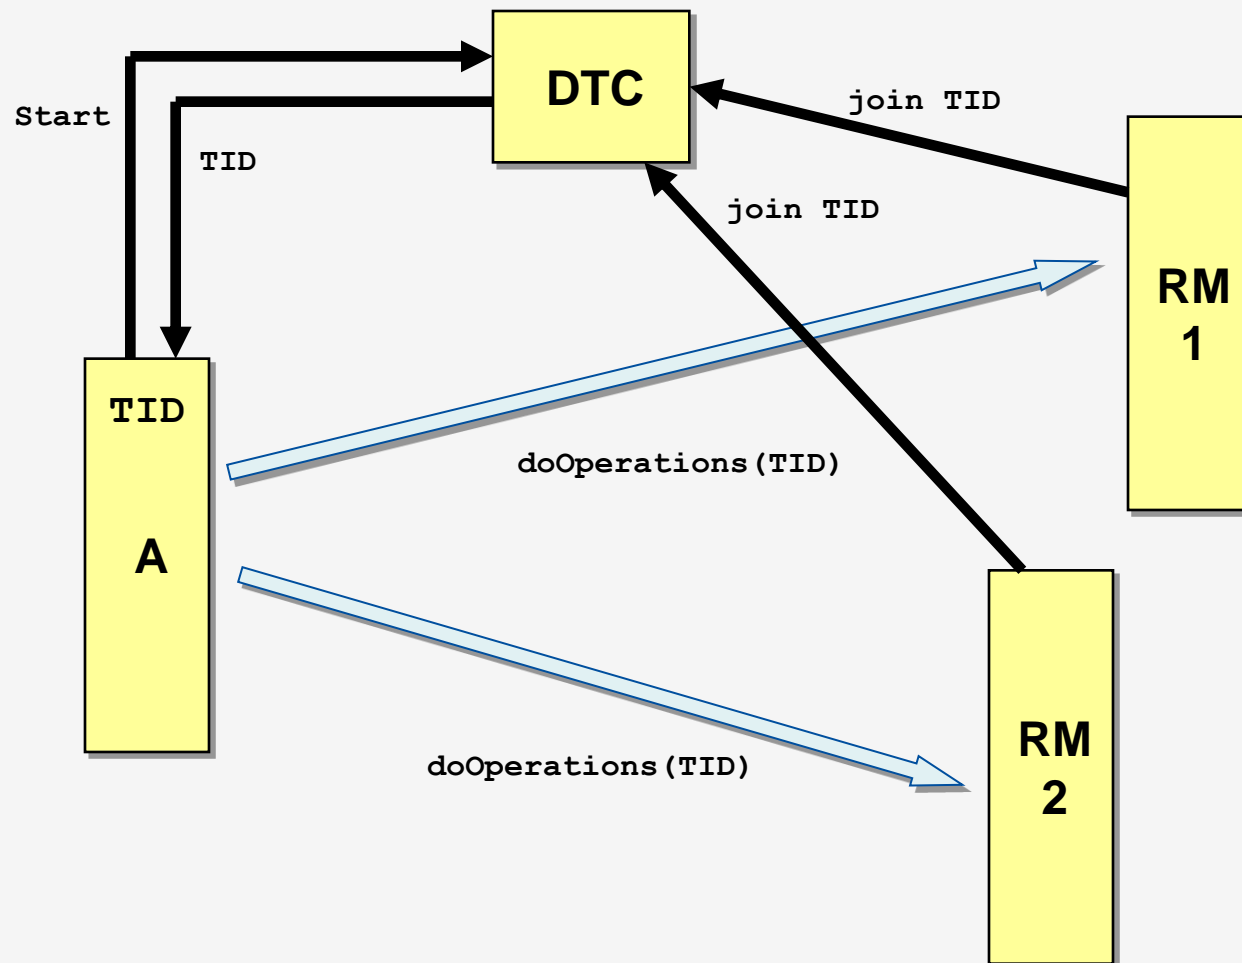 DTC
Start
TID
join TID
join TID
RM
1
TID
A
doOperations(TID)
doOperations(TID)
RM
2